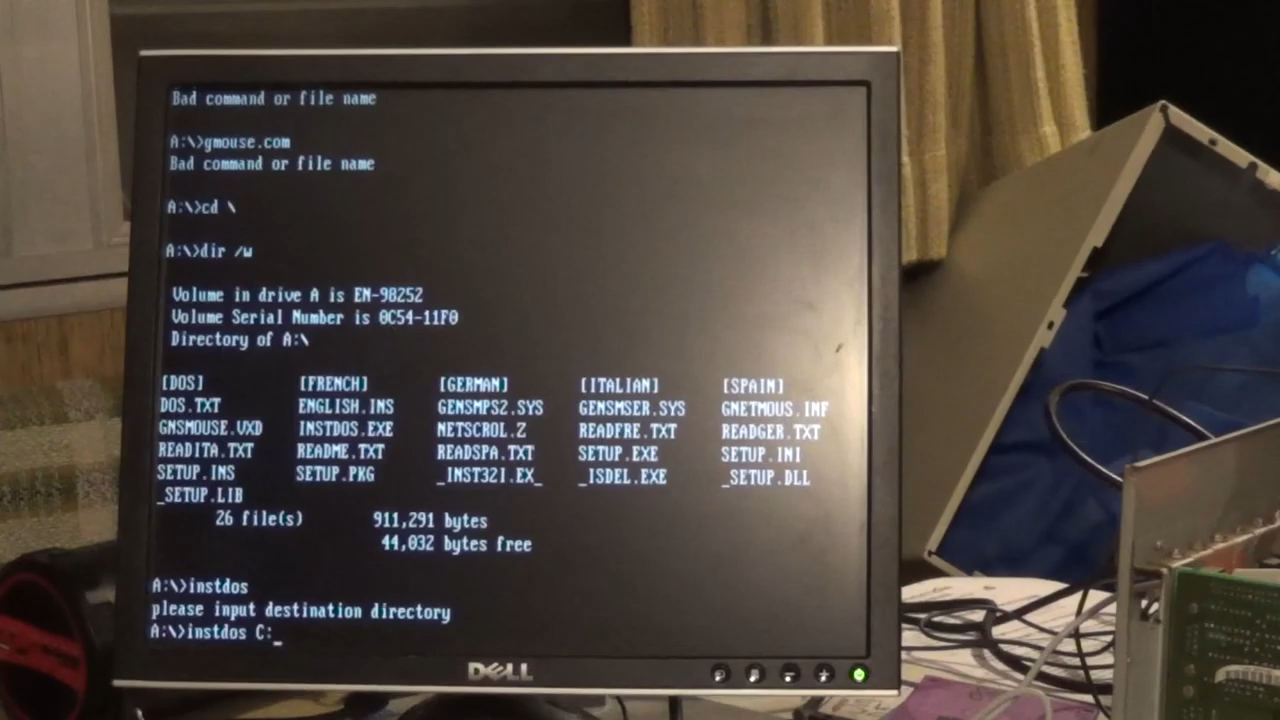 Bad command or file name
A:\>gmouse.com
Bad command or file name
A:\>cd \
A:\>dir /w
Volume in drive A is EN-98252
Volume Serial Number is 0C54-11F0
Directory of A:\
[DOS] [FRENCH] [GERMAN] [ITALIAN] [SPAIN]
DOS.TXT ENGLISH.INS GENSMPS2.SYS GENSMSER.SYS GNETMOUS.INF
GNSMOUSE.VXD INSTDOS.EXE NETSCROL.Z READFRE.TXT READGER.TXT
READITA.TXT README.TXT READSPA.TXT SETUP.EXE SETUP.INI
SETUP.INS SETUP.PKG _INST32I.EX_ _ISDEL.EXE _SETUP.DLL
_SETUP.LIB
26 file(s) 911,291 bytes
44,032 bytes free
A:\>instdos
please input destination directory
A:\>instdos C:_
DELL